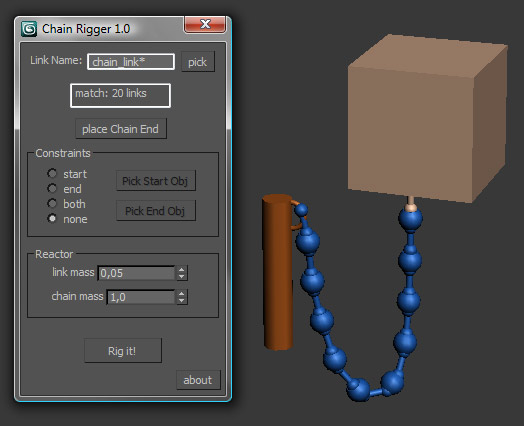 Chain Rigger 1.0
Link Name: chain_link* pick
match: 20 links
place Chain End
Constraints
start
end
both
none
Pick Start Obj
Pick End Obj
Reactor
link mass 0,05
chain mass 1,0
Rig it!
about